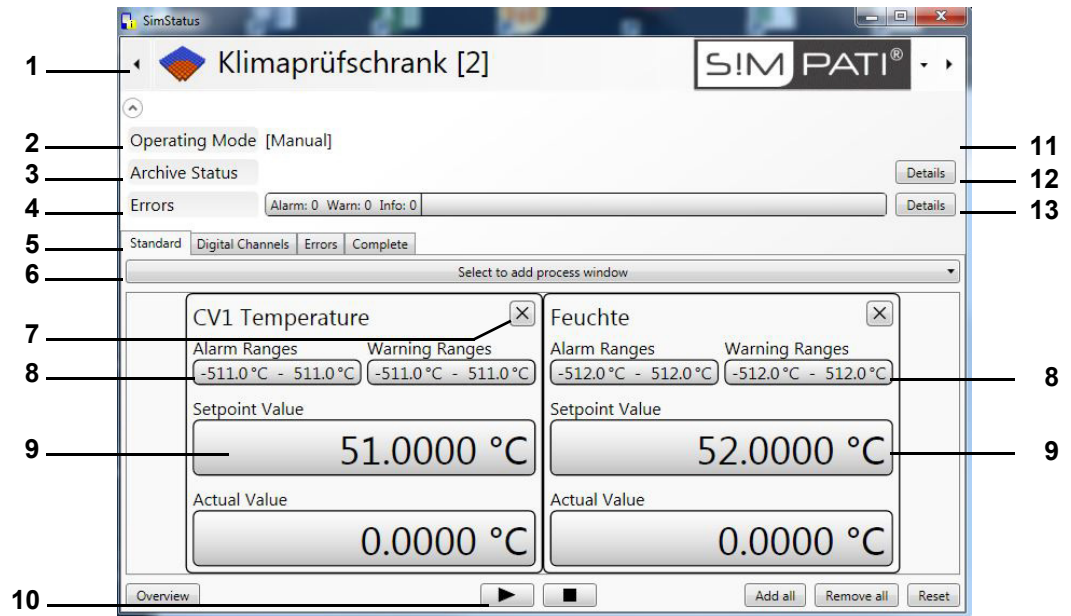 SimStatus
1
Klimaprüfschrank [2]
S!M PATI®
2
Operating Mode [Manual]
11
3
Archive Status
Details
12
4
Errors
Alarm: 0 Warn: 0 Info: 0
Details
13
5
Standard Digital Channels Errors Complete
6
Select to add process window
7
CV1 Temperature
Alarm Ranges Warning Ranges
8
-511.0 °C - 511.0 °C -511.0 °C - 511.0 °C
Setpoint Value
9
51.0000 °C
Actual Value
0.0000 °C
Feuchte
Alarm Ranges Warning Ranges
-512.0 °C - 512.0 °C -512.0 °C - 512.0 °C
8
Setpoint Value
52.0000 °C
9
Actual Value
0.0000 °C
10
Overview
Add all Remove all Reset